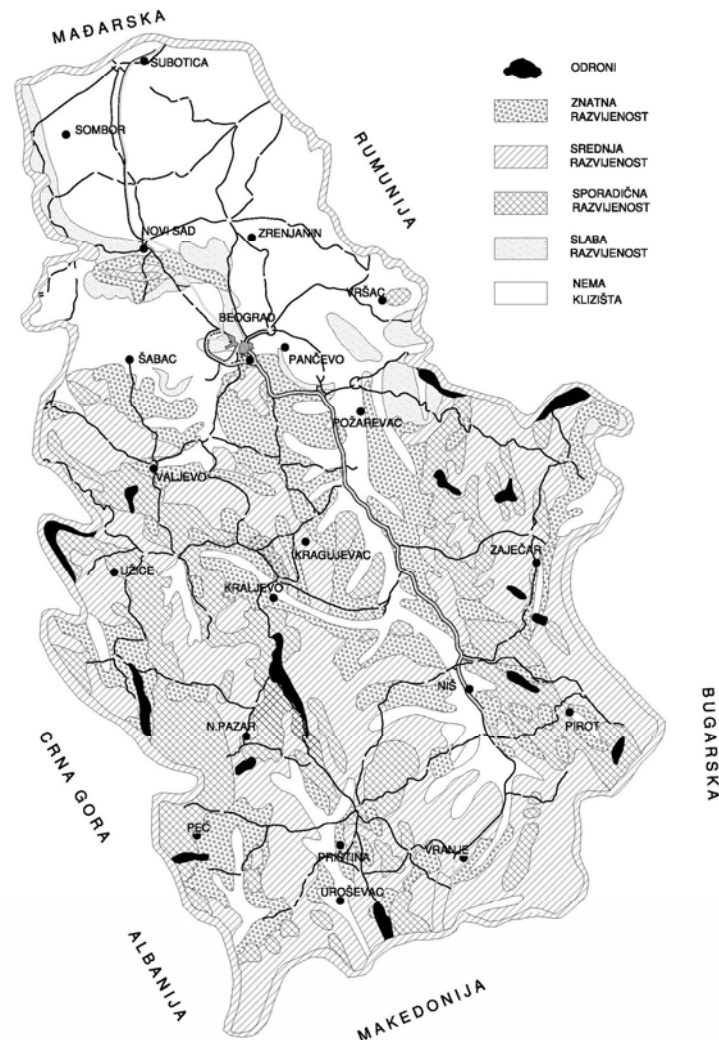 MAĐARSKA
SUBOTICA
SOMBOR
RUMUNIJA
NOVI SAD
ZRENJANIN
VRŠAC
BEOGRAD
PANČEVO
ŠABAC
POŽAREVAC
VALJEVO
KRAGUJEVAC
ZAJEČAR
UŽICE
KRALJEVO
NIŠ
N.PAZAR
PIROT
BUGARSKA
CRNA GORA
PEĆ
PRIŠTINA
VRANJE
UROŠEVAC
ALBANIJA
MAKEDONIJA
ODRONI
ZNATNA
RAZVIJENOST
SREDNJA
RAZVIJENOST
SPORADIČNA
RAZVIJENOST
SLABA
RAZVIJENOST
NEMA
KLIZIŠTA